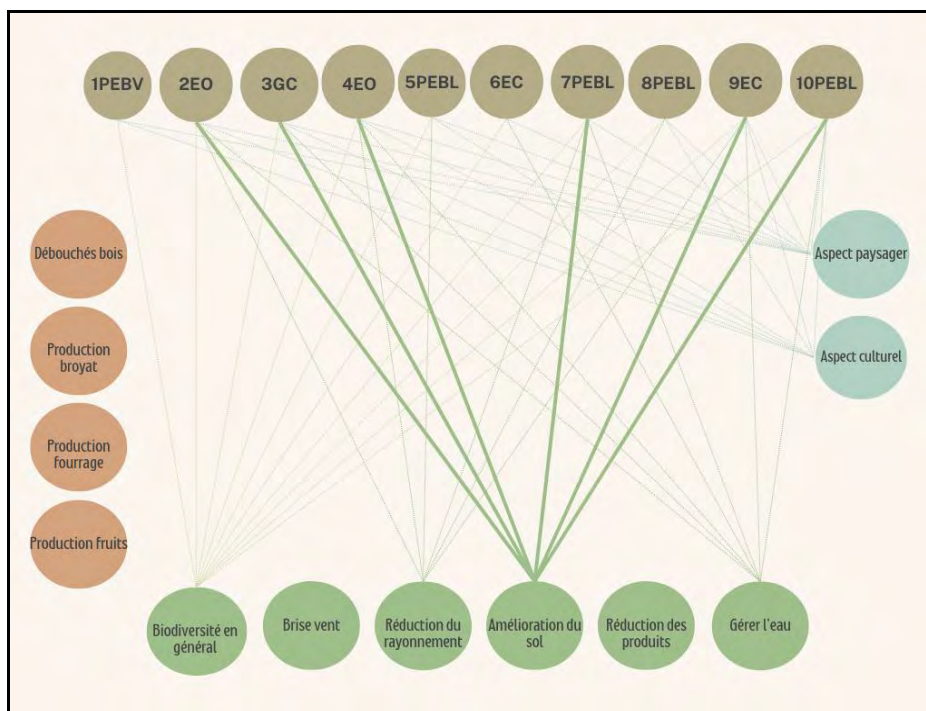 1PEBV
2EO
3GC
4EO
5PEBL
6EC
7PEBL
8PEBL
9EC
10PEBL
Débouchés bois
Aspect paysager
Production
broyat
Aspect culturel
Production
fourrage
Production fruits
Biodiversité en
général
Brise vent
Réduction du
rayonnement
Amélioration du
sol
Réduction des
produits
Gérer l'eau